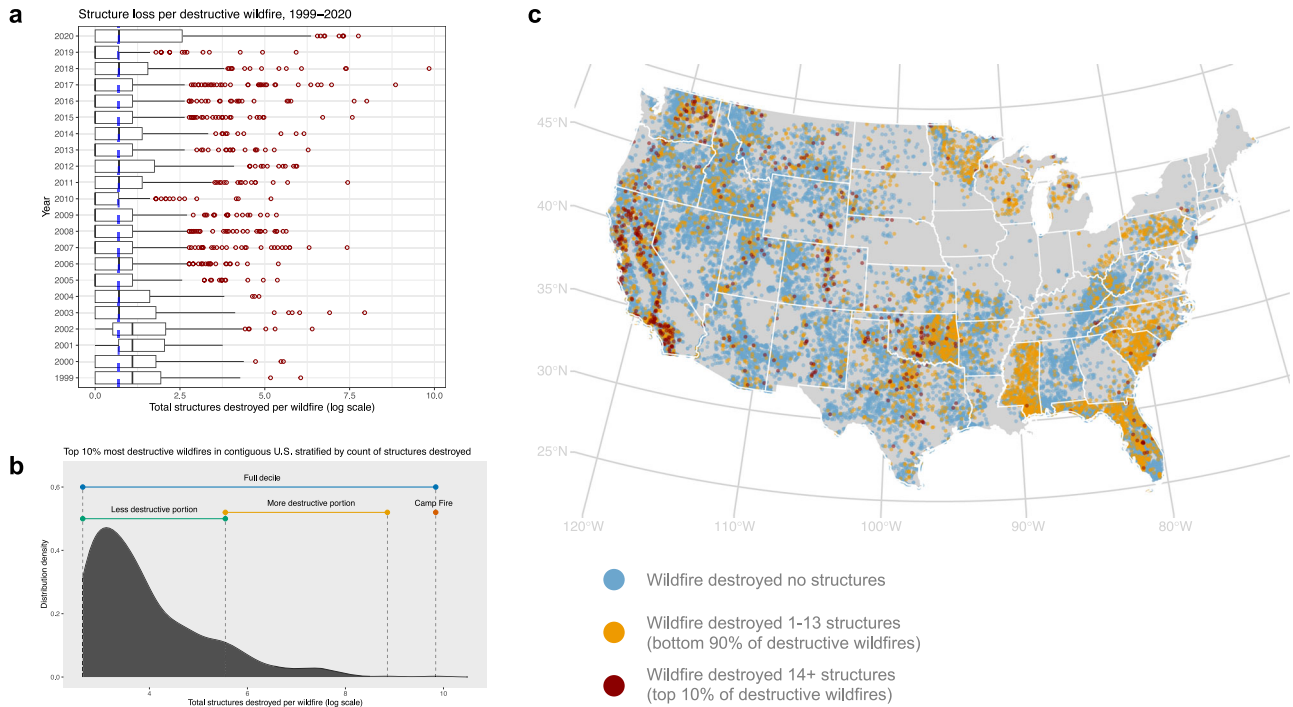 a
Structure loss per destructive wildfire, 1999–2020
Year
2020
2019
2018
2017
2016
2015
2014
2013
2012
2011
2010
2009
2008
2007
2006
2005
2004
2003
2002
2001
2000
1999
0.0
2.5
5.0
7.5
10.0
Total structures destroyed per wildfire (log scale)
b
Top 10% most destructive wildfires in contiguous U.S. stratified by count of structures destroyed
Full decile
Less destructive portion
More destructive portion
Camp Fire
Distribution density
0,6
0,4
0,2
0,0
4
6
8
10
Total structures destroyed per wildfire (log scale)
c
45°N
40°N
35°N
30°N
25°N
120°W
110°W
100°W
90°W
80°W
Wildfire destroyed no structures
Wildfire destroyed 1-13 structures
(bottom 90% of destructive wildfires)
Wildfire destroyed 14+ structures
(top 10% of destructive wildfires)